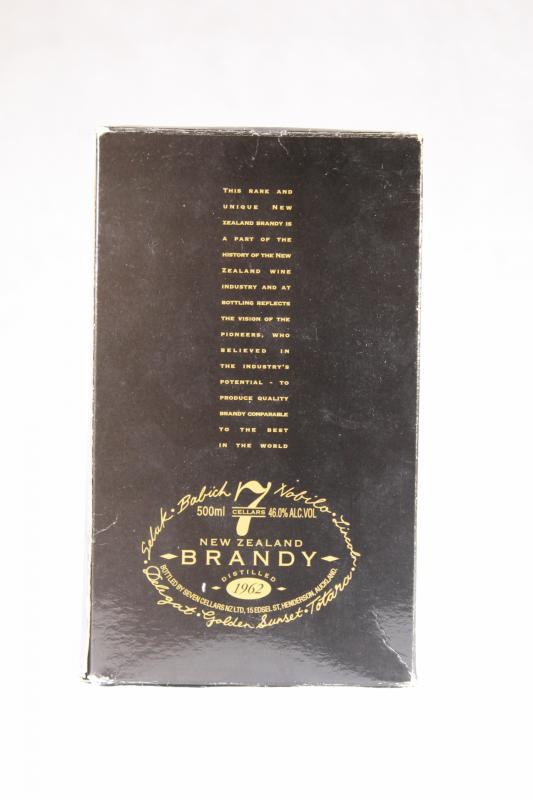 THIS RARE AND
UNIQUE NEW
ZEALAND BRANDY IS
A PART OF THE
HISTORY OF THE NEW
ZEALAND WINE
INDUSTRY AND AT
BOTTLING REFLECTS
THE VISION OF THE
PIONEERS, WHO
BELIEVED IN
THE INDUSTRY'S
POTENTIAL - TO
PRODUCE QUALITY
BRANDY COMPARABLE
TO THE BEST
IN THE WORLD
Selak · Babich · Nobilo · Lincoln
7
500ml CELLARS 46.0% ALC.VOL
NEW ZEALAND
BRANDY
DISTILLED
1962
BOTTLED BY SEVEN CELLARS NZ LTD, 15 EDSEL ST, HENDERSON, AUCKLAND.
Delegat · Golden Sunset · Totara